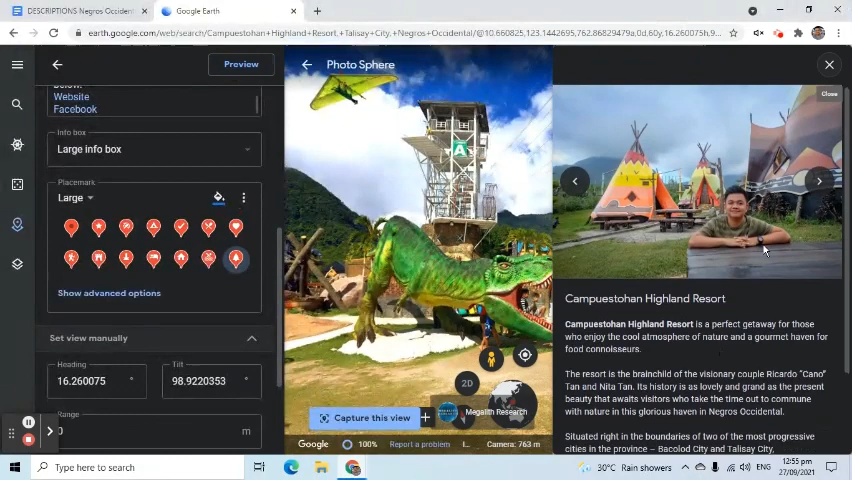 DESCRIPTIONS Negros Occident
Google Earth
earth.google.com/web/search/Campuestohan+Highland+Resort,+Talisay+City,+Negros+Occidental/@10.660825,123.1442695,762.86829479a,0d,60y,16.260075h,9...
Preview
Photo Sphere
Close
below:
Website
Facebook
Info box
Large info box
Placemark
Large
Show advanced options
Set view manually
Heading
16.260075 °
Tilt
98.9220353 °
Range
0 m
A
2D
Capture this view
Megalith Research
Google
100%
Report a problem
Camera: 763 m
Campuestohan Highland Resort
Campuestohan Highland Resort is a perfect getaway for those
who enjoy the cool atmosphere of nature and a gourmet haven for
food connoisseurs.
The resort is the brainchild of the visionary couple Ricardo “Cano”
Tan and Nita Tan. Its history is as lovely and grand as the present
beauty that awaits visitors who take the time out to commune
with nature in this glorious haven in Negros Occidental.
Situated right in the boundaries of two of the most progressive
cities in the province – Bacolod City and Talisay City,
Type here to search
30°C Rain showers
ENG
12:55 pm
27/09/2021